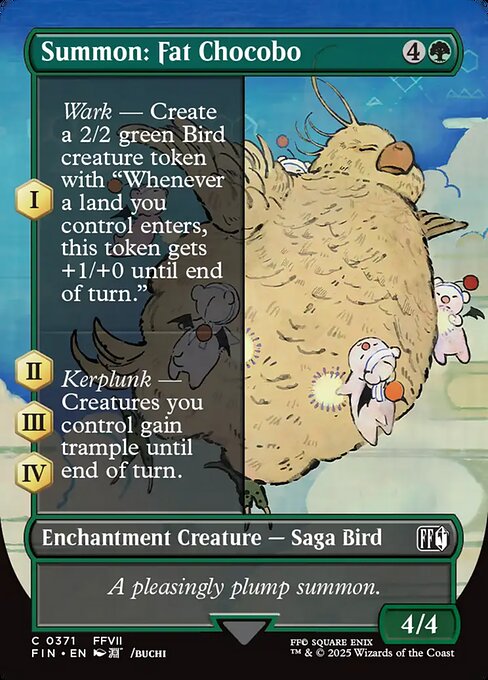 Summon: Fat Chocobo 4
I
Wark — Create
a 2/2 green Bird
creature token
with “Whenever
a land you
control enters,
this token gets
+1/+0 until end
of turn.”
II
III
IV
Kerplunk —
Creatures you
control gain
trample until
end of turn.
Enchantment Creature — Saga Bird FF
A pleasingly plump summon.
4/4
C 0371 FFVII
FIN • EN 淵 /BUCHI
FF© SQUARE ENIX
™ & © 2025 Wizards of the Coast